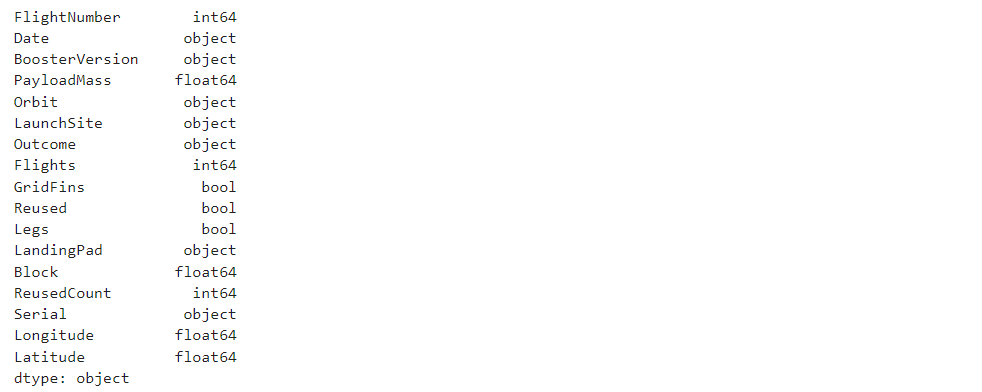 FlightNumber int64
Date object
BoosterVersion object
PayloadMass float64
Orbit object
LaunchSite object
Outcome object
Flights int64
GridFins bool
Reused bool
Legs bool
LandingPad object
Block float64
ReusedCount int64
Serial object
Longitude float64
Latitude float64
dtype: object